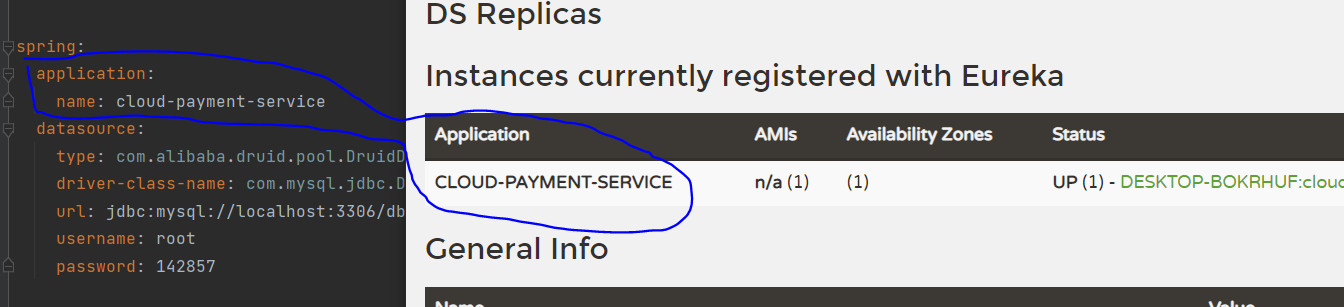 spring:
application:
name: cloud-payment-service
datasource:
type: com.alibaba.druid.pool.DruidD
driver-class-name: com.mysql.jdbc.D
url: jdbc:mysql://localhost:3306/db
username: root
password: 142857
DS Replicas
Instances currently registered with Eureka
Application AMIs Availability Zones Status
CLOUD-PAYMENT-SERVICE n/a (1) (1) UP (1) - DESKTOP-BOKRHUF:cloud
General Info
Name Value